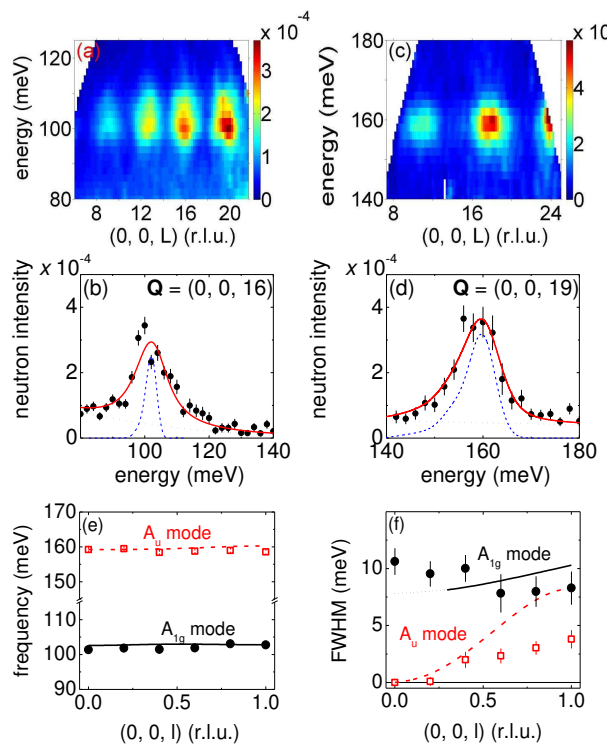 (a)
x 10⁻⁴
energy (meV)
120
100
80
6 8 12 16 20
(0, 0, L) (r.l.u.)
3
2
1
0
(c)
x 10⁻⁴
energy (meV)
180
160
140
8 12 18 24
(0, 0, L) (r.l.u.)
6
4
2
0
(b)
x 10⁻⁴
Q = (0, 0, 16)
neutron intensity
4
2
0
100 120 140
energy (meV)
(d)
x 10⁻⁴
Q = (0, 0, 19)
neutron intensity
4
2
0
140 160 180
energy (meV)
(e)
Aᵤ mode
A₁g mode
frequency (meV)
170
160
150
110
100
0.0 0.5 1.0
(0, 0, l) (r.l.u.)
(f)
A₁g mode
Aᵤ mode
FWHM (meV)
10
5
0
0.0 0.5 1.0
(0, 0, l) (r.l.u.)